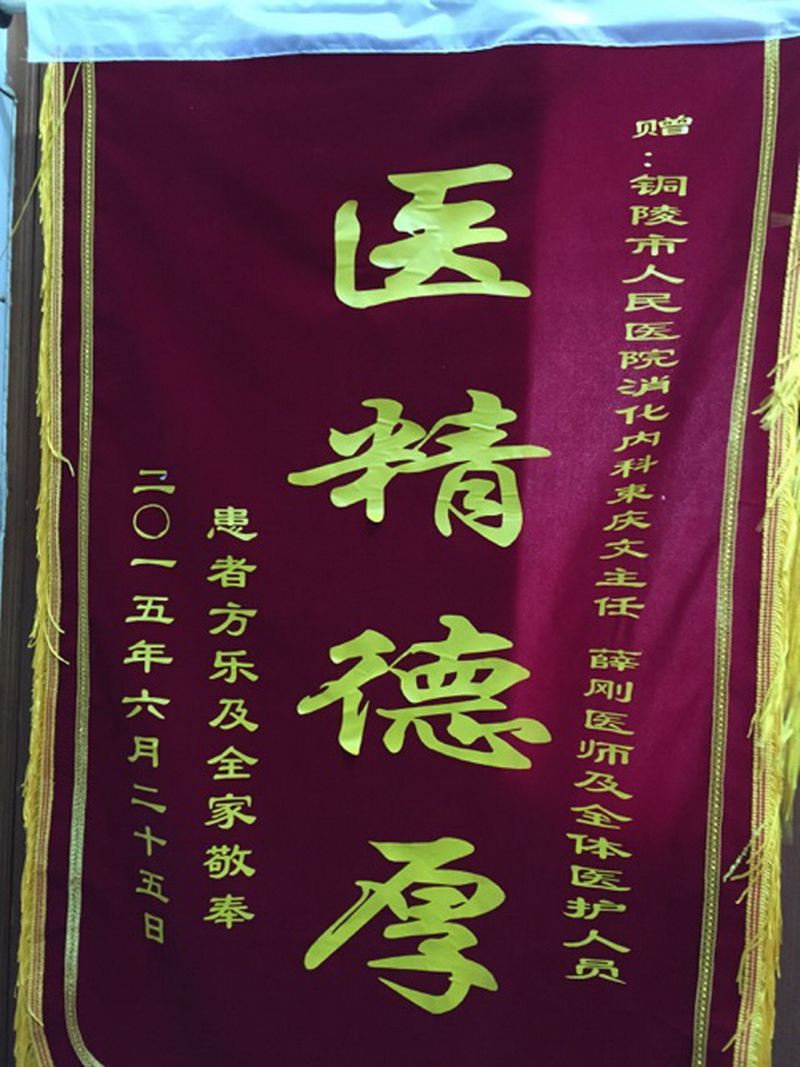 赠:铜陵市人民医院消化内科束庆文主任 薛刚医师及全体医护人员
医精德厚
患者方乐及全家敬奉
二〇一五年六月二十五日